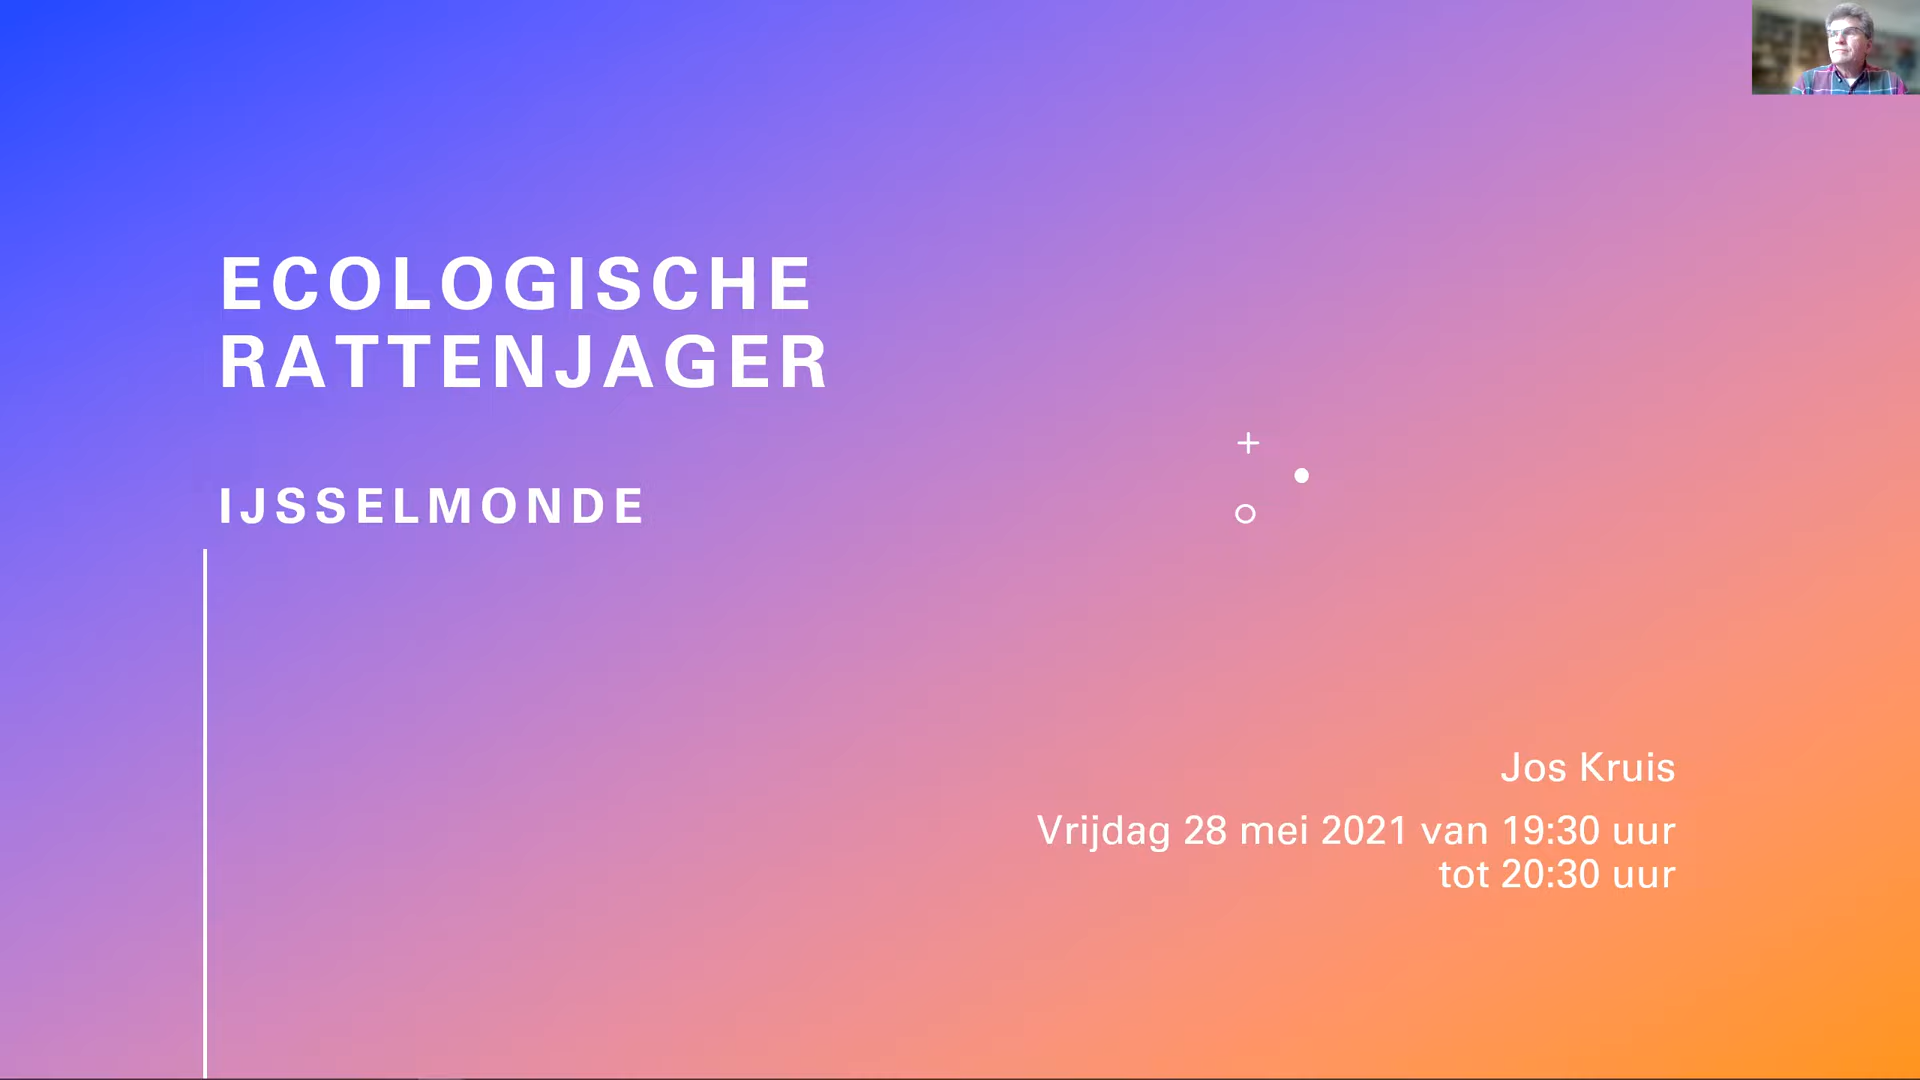 ECOLOGISCHE
RATTENJAGER
IJSSELMONDE
Jos Kruis
Vrijdag 28 mei 2021 van 19:30 uur
tot 20:30 uur